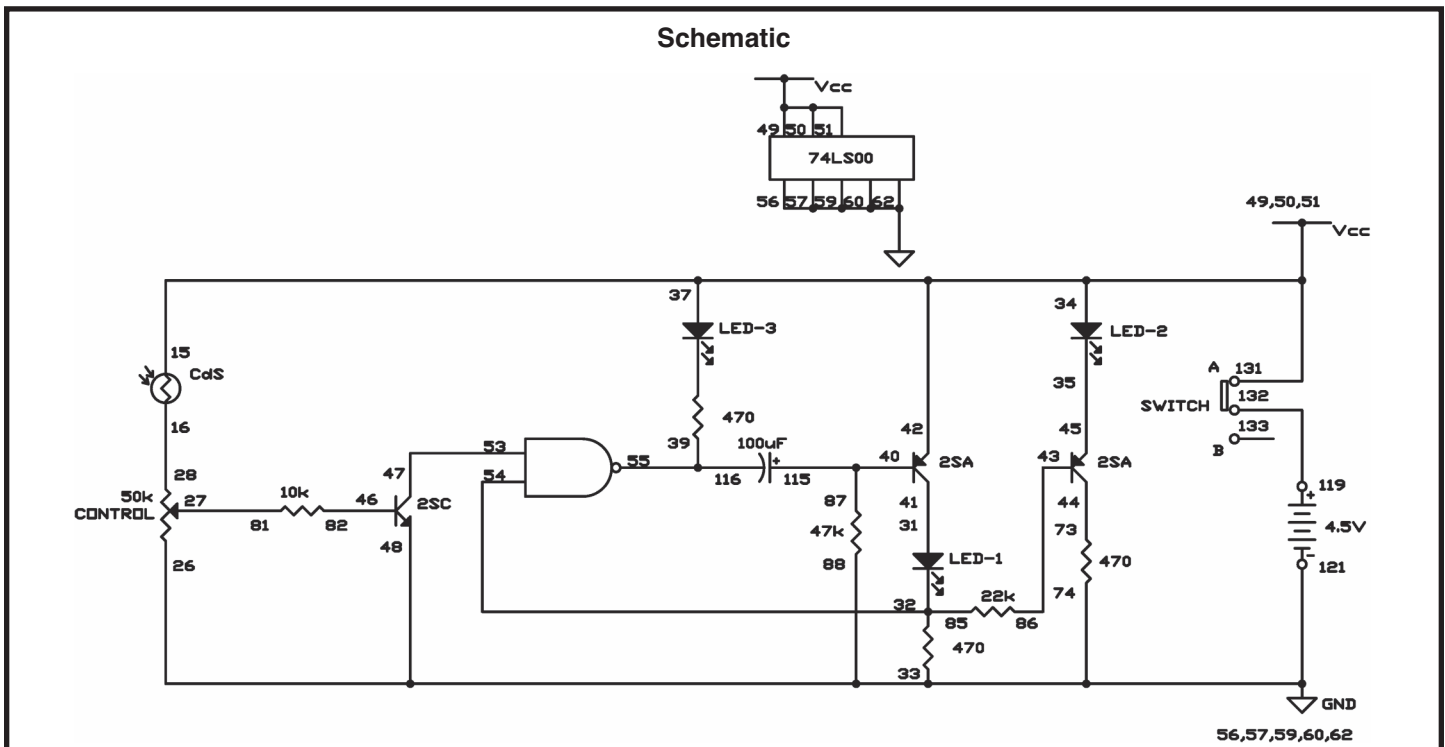 Schematic
Vcc
49 50 51
74LS00
56 57 59 60 62
49,50,51
Vcc
37
LED-3
34
LED-2
15
CdS
16
35
A 131
132
SWITCH
133
B
470
39
100uF
42
45
28
50k
CONTROL
27
10k
46
47
2SC
81
82
48
26
53
54
55
116
115
40
2SA
43
2SA
41
44
87
47k
88
31
LED-1
73
470
74
119
+
4.5V
-
121
32
22k
85
86
470
33
GND
56,57,59,60,62